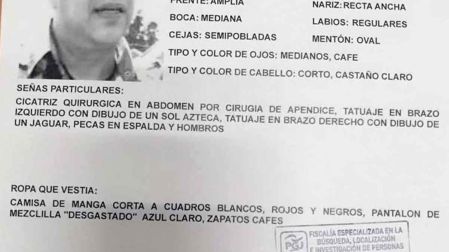 FRENTE: AMPLIA
NARIZ: RECTA ANCHA
BOCA: MEDIANA
LABIOS: REGULARES
CEJAS: SEMIPOBLADAS
MENTÓN: OVAL
TIPO Y COLOR DE OJOS: MEDIANOS, CAFE
TIPO Y COLOR DE CABELLO: CORTO, CASTAÑO CLARO
SEÑAS PARTICULARES:
CICATRIZ QUIRURGICA EN ABDOMEN POR CIRUGIA DE APENDICE, TATUAJE EN BRAZO
IZQUIERDO CON DIBUJO DE UN SOL AZTECA, TATUAJE EN BRAZO DERECHO CON DIBUJO DE
UN JAGUAR, PECAS EN ESPALDA Y HOMBROS
ROPA QUE VESTIA:
CAMISA DE MANGA CORTA A CUADROS BLANCOS, ROJOS Y NEGROS, PANTALON DE
MEZCLILLA "DESGASTADO" AZUL CLARO, ZAPATOS CAFES
PGJ
FISCALÍA ESPECIALIZADA EN LA
BÚSQUEDA, LOCALIZACIÓN
E INVESTIGACIÓN DE PERSONAS